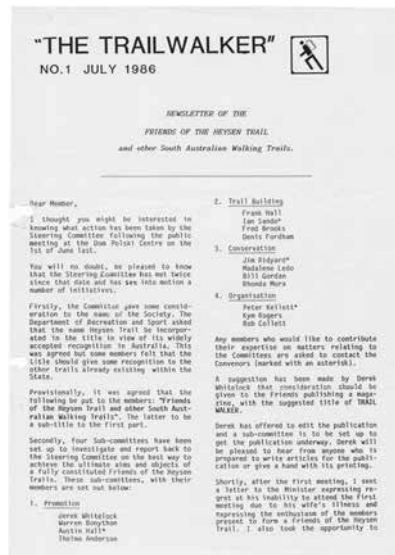 "THE TRAILWALKER"
NO.1 JULY 1986
NEWSLETTER OF THE
FRIENDS OF THE HEYSEN TRAIL
and other South Australian Walking Trails.
Dear Member,
I thought you might be interested in
knowing what action has been taken by the
Steering Committee following the public
meeting at the Dom Polski Centre on the
1st of June last.
You will no doubt, be pleased to know
that the Steering Committee has met twice
since that date and has set into motion a
number of initiatives.
Firstly, the Committee gave some consid-
eration to the name of the Society. The
Department of Recreation and Sport asked
that the name Heysen Trail be incorpor-
ated in the title in view of its widely
accepted recognition in Australia. This
was agreed but some members felt that the
title should give some recognition to the
other trails already existing within the
State.
Provisionally, it was agreed that the
following be put to the members: "Friends
of the Heysen Trail and other South Aust-
ralian Walking Trails". The latter to be
a sub-title to the first part.
Secondly, four Sub-committees have been
set up to investigate and report back to
the Steering Committee on the best way to
achieve the ultimate aims and objects of
a fully constituted Friends of the Heysen
Trails. These sub-committees, with their
members are set out below:
1. Promotion
Derek Whitelock
Warren Bonython
Austin Hall*
Thelma Anderson
2. Trail Building
Frank Hall
Ian Sando*
Fred Brooks
Denis Fordham
3. Conservation
Jim Ridyard*
Madalene Ledo
Bill Gordon
Rhonda Mora
4. Organisation
Peter Kellett*
Kym Rogers
Rob Collett
Any members who would like to contribute
their expertise on matters relating to
the Committees are asked to contact the
Convenors (marked with an asterisk).
A suggestion has been made by Derek
Whitelock that consideration should be
given to the Friends publishing a maga-
zine, with the suggested title of TRAIL
WALKER.
Derek has offered to edit the publication
and a sub-committee is to be set up to
get the publication underway. Derek will
be pleased to hear from anyone who is
prepared to write articles for the publi-
cation or give a hand with its printing.
Shortly, after the first meeting, I sent
a letter to the Minister expressing re-
gret at his inability to attend the first
meeting due to his wife's illness and
expressing the enthusiasm of the members
present to form a friends of the Heysen
Trail. I also took the opportunity to